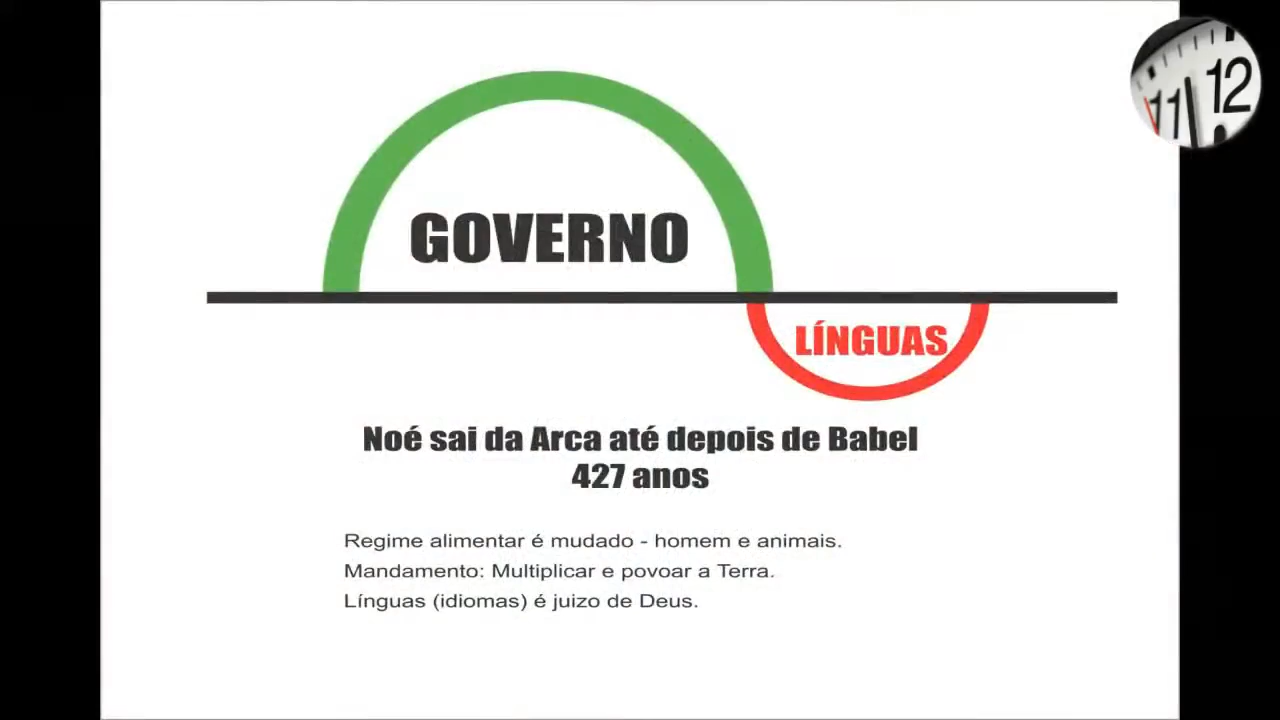 12
11
GOVERNO
LÍNGUAS
Noé sai da Arca até depois de Babel
427 anos
Regime alimentar é mudado - homem e animais.
Mandamento: Multiplicar e povoar a Terra.
Línguas (idiomas) é juizo de Deus.